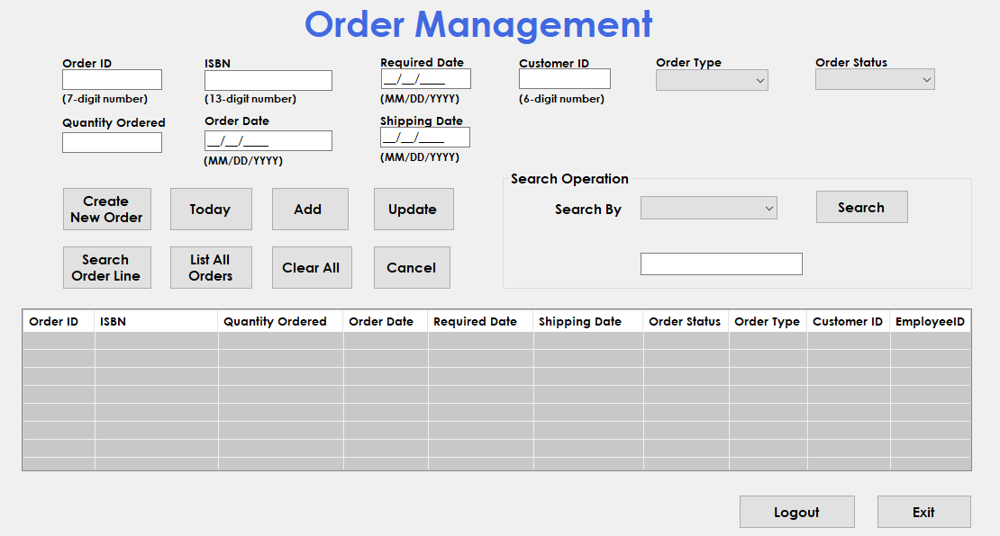 Order Management
Order ID
ISBN
Required Date
Customer ID
Order Type
Order Status
__/__/____
(7-digit number)
(13-digit number)
(MM/DD/YYYY)
(6-digit number)
Quantity Ordered
Order Date
Shipping Date
__/__/____
__/__/____
(MM/DD/YYYY)
(MM/DD/YYYY)
Search Operation
Create
New Order
Today
Add
Update
Search By
Search
Search
Order Line
List All
Orders
Clear All
Cancel
Order ID
ISBN
Quantity Ordered
Order Date
Required Date
Shipping Date
Order Status
Order Type
Customer ID
EmployeeID
Logout
Exit